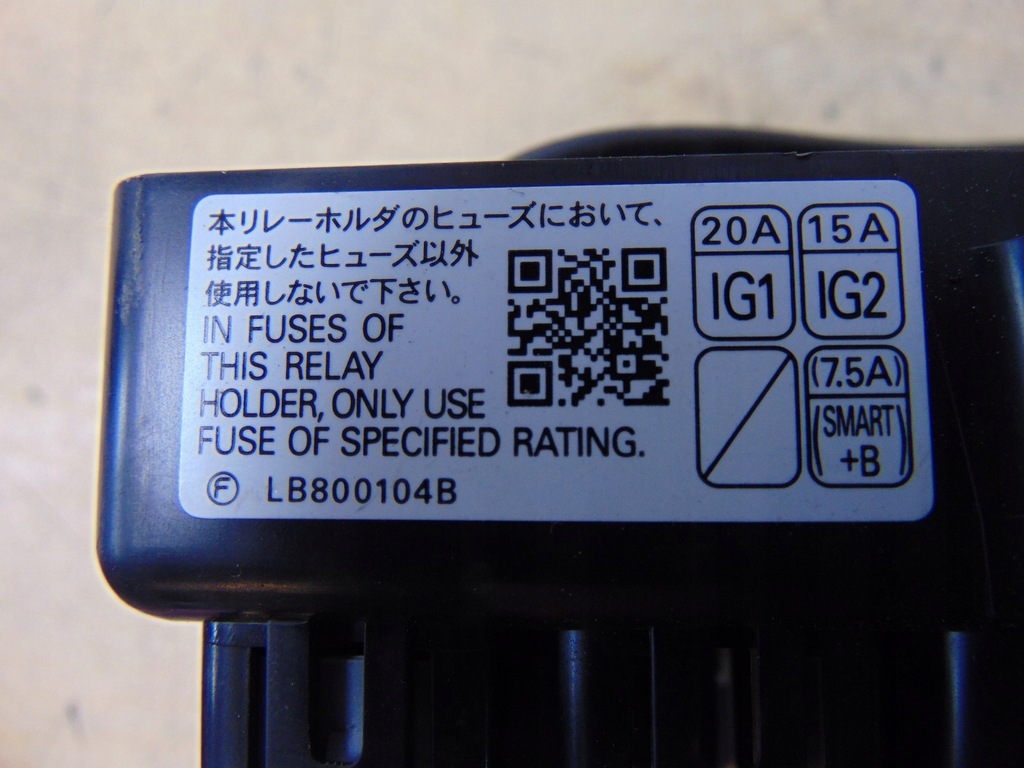 本リレーホルダのヒューズにおいて、
指定したヒューズ以外
使用しないで下さい。
IN FUSES OF
THIS RELAY
HOLDER, ONLY USE
FUSE OF SPECIFIED RATING.
Ⓕ LB800104B
20A 15A
IG1 IG2
(7.5A)
(SMART
+B)